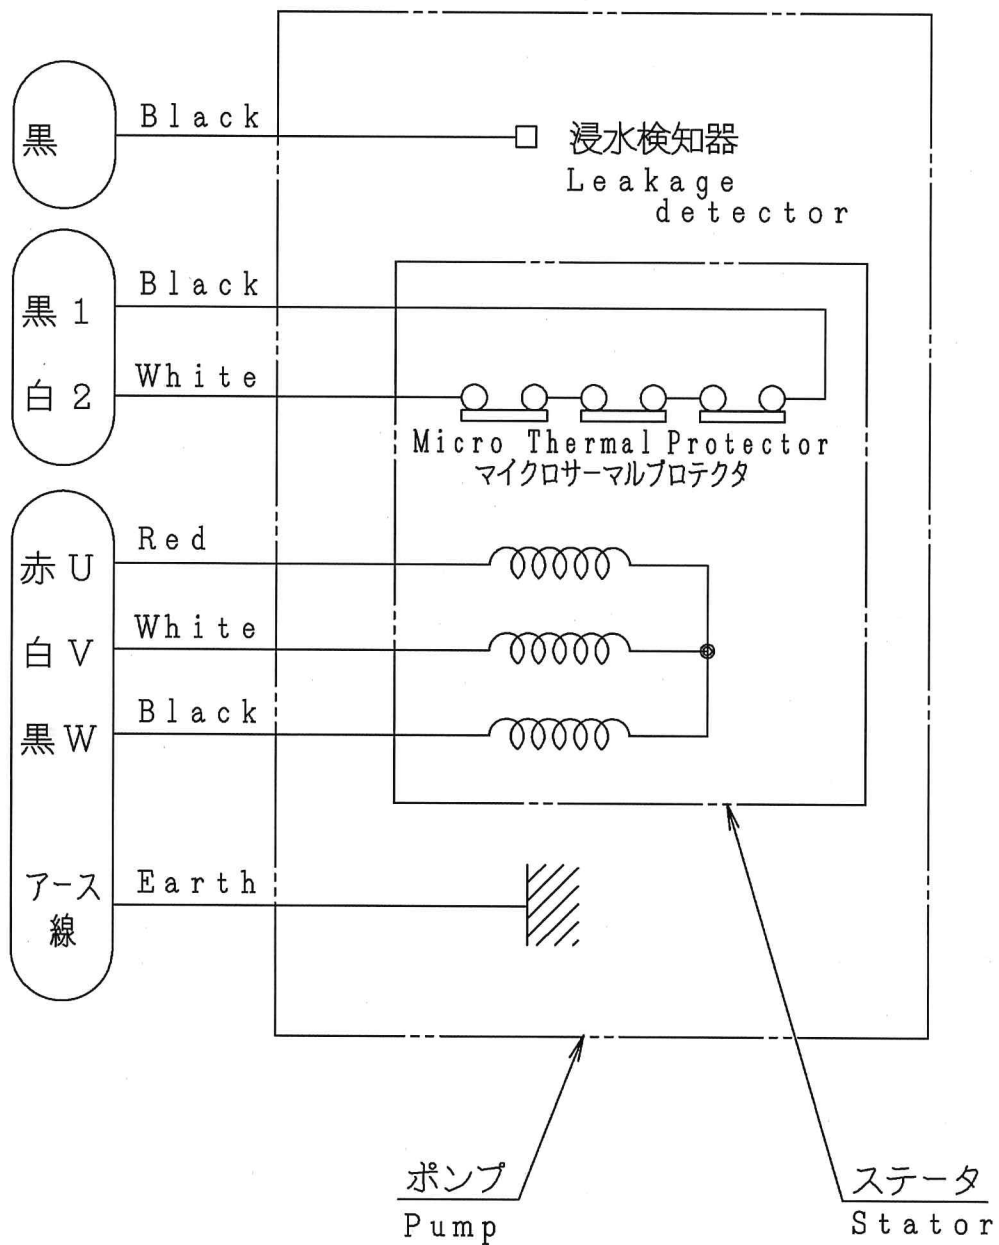 黒
Black
浸水検知器
Leakage
detector
黒 1
Black
白 2
White
Micro Thermal Protector
マイクロサーマルプロテクタ
赤 U
Red
白 V
White
黒 W
Black
アース
線
Earth
ポンプ
Pump
ステータ
Stator